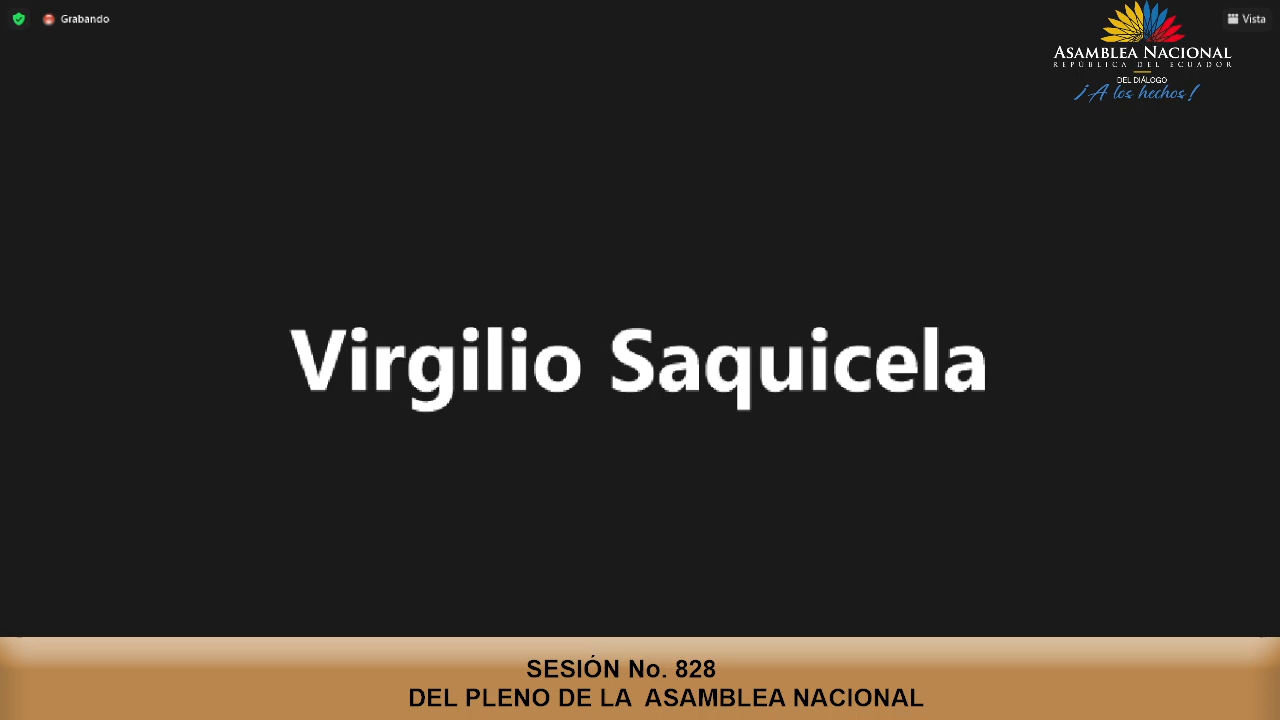 Grabando
Vista
ASAMBLEA NACIONAL
REPÚBLICA DEL ECUADOR
DEL DIÁLOGO
¡A los hechos!
Virgilio Saquicela
SESIÓN No. 828
DEL PLENO DE LA ASAMBLEA NACIONAL